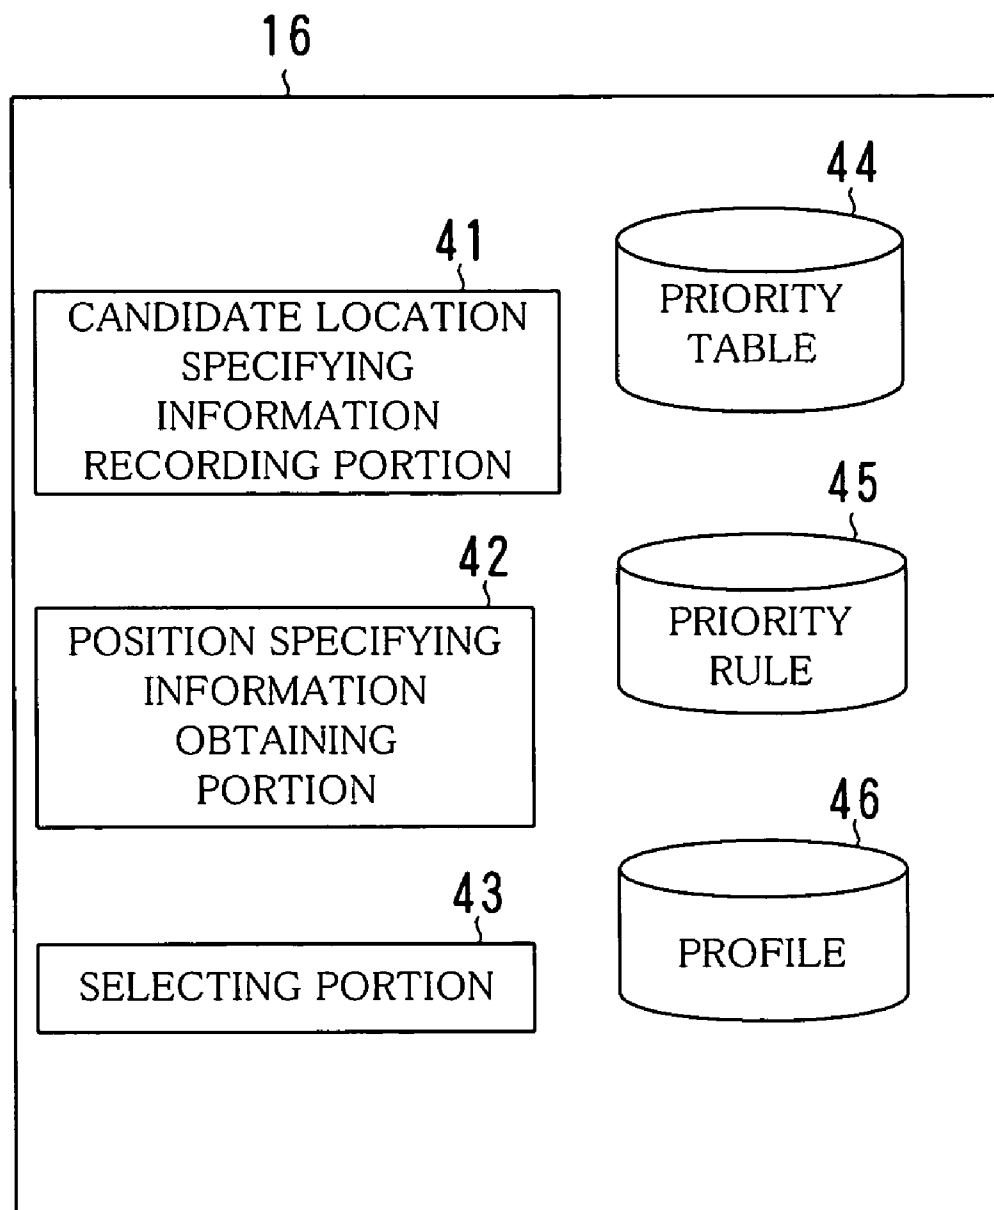 16
41
CANDIDATE LOCATION
SPECIFYING
INFORMATION
RECORDING PORTION
42
POSITION SPECIFYING
INFORMATION
OBTAINING
PORTION
43
SELECTING PORTION
44
PRIORITY
TABLE
45
PRIORITY
RULE
46
PROFILE